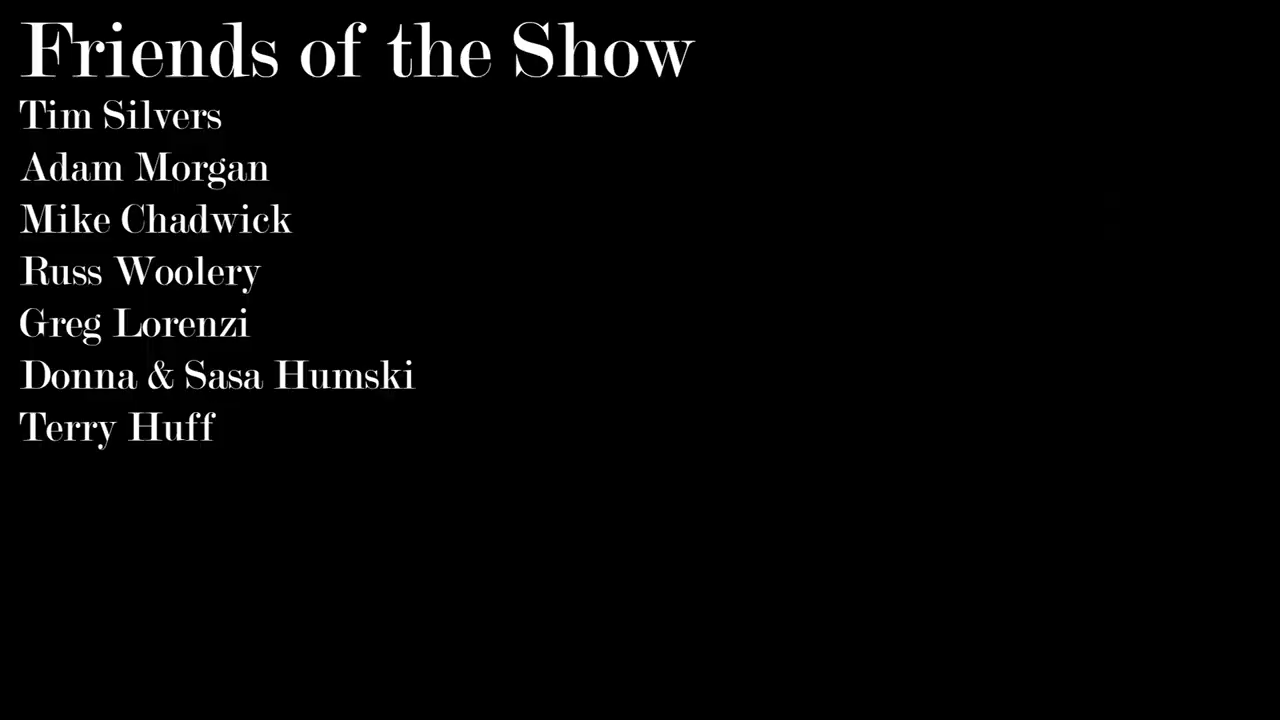 Friends of the Show
Tim Silvers
Adam Morgan
Mike Chadwick
Russ Woolery
Greg Lorenzi
Donna & Sasa Humski
Terry Huff